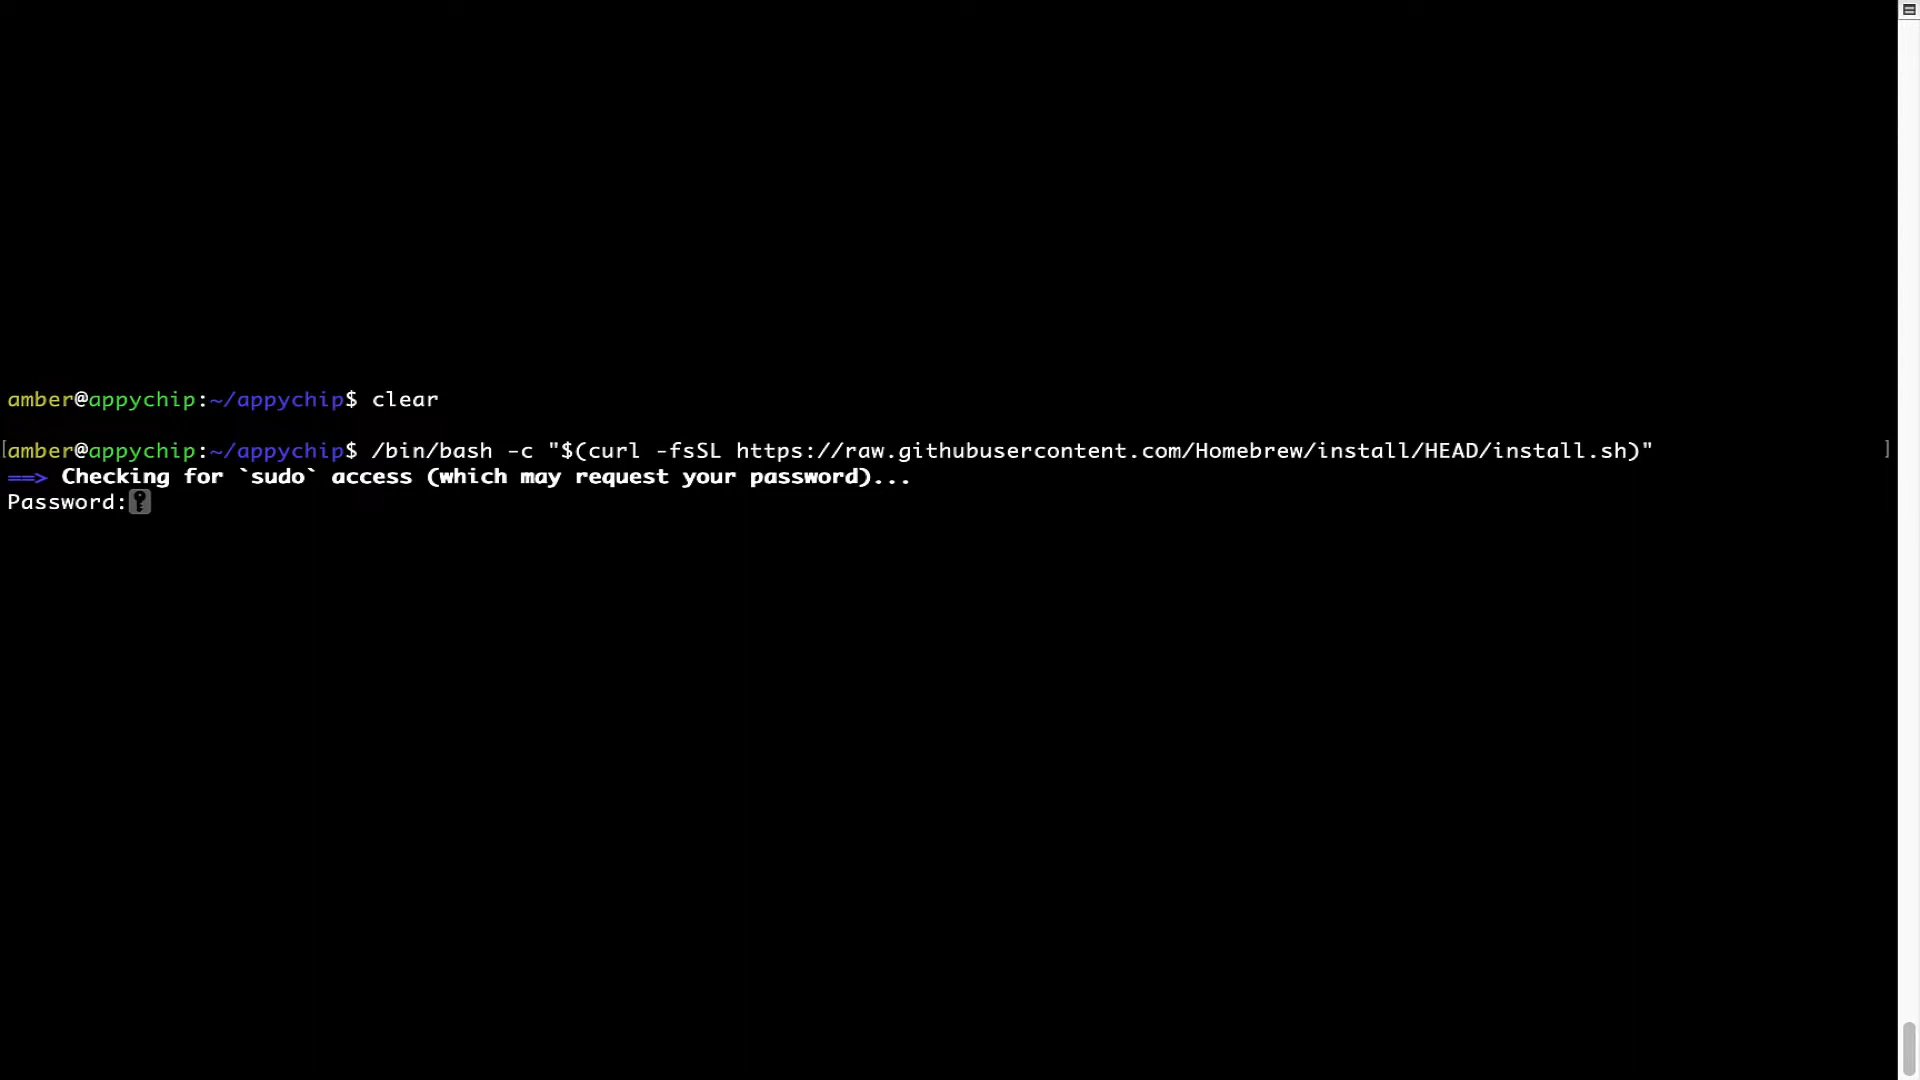 amber@appychip:~/appychip$ clear
[amber@appychip:~/appychip$ /bin/bash -c "$(curl -fsSL https://raw.githubusercontent.com/Homebrew/install/HEAD/install.sh)" ]
==> Checking for `sudo` access (which may request your password)...
Password: